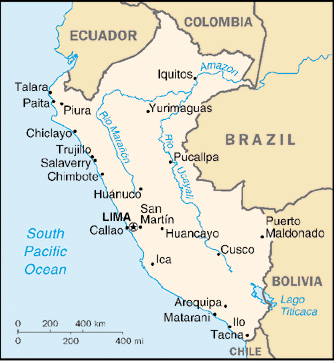 COLOMBIA
ECUADOR
Iquitos
Amazon
Talara
Paita
Piura
Yurimaguas
Río Marañón
Chiclayo
BRAZIL
Trujillo
Salaverry
Río Ucayali
Pucallpa
Chimbote
Huánuco
LIMA
San
Martín
Callao
Huancayo
Puerto
Maldonado
South
Pacific
Ocean
Cusco
Ica
BOLIVIA
Lago
Titicaca
Arequipa
Matarani
Ilo
Tacna
CHILE
0 200 400 km
0 200 400 mi